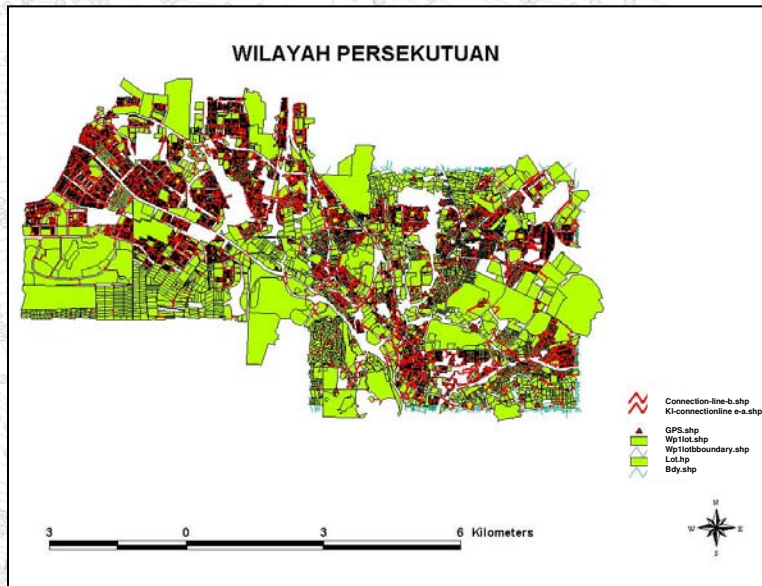 WILAYAH PERSEKUTUAN
Connection-line-b.shp
KI-connectionline e-a.shp
GPS.shp
Wp1lot.shp
Wp1lotbboundary.shp
Lot.hp
Bdy.shp
3 0 3 6 Kilometers
N
W E
S